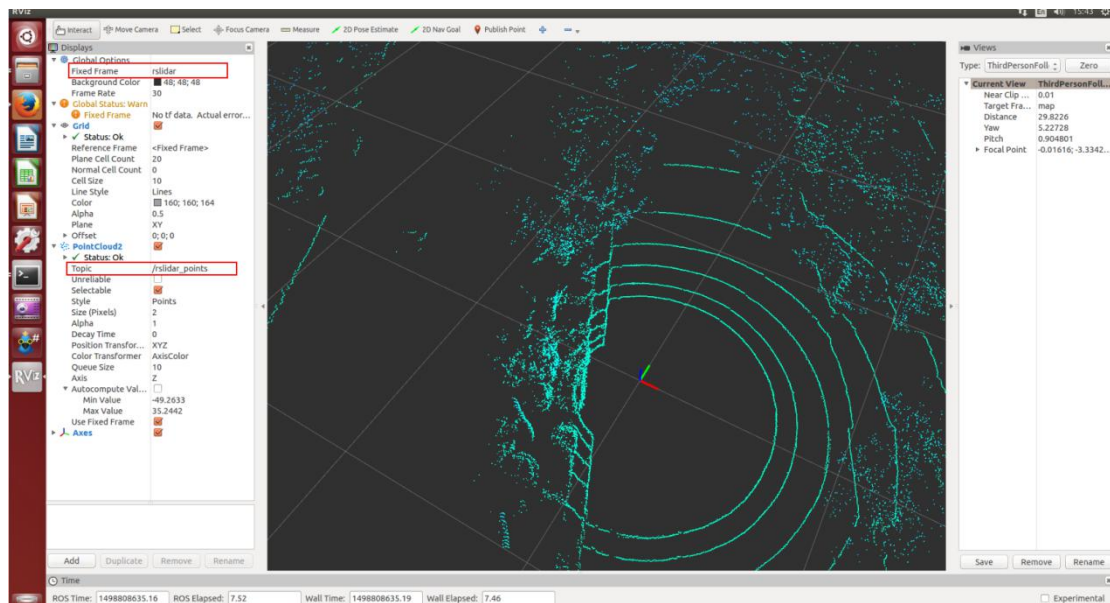 RViz
En 15:43
Interact Move Camera Select Focus Camera Measure 2D Pose Estimate 2D Nav Goal Publish Point
Displays
Global Options
Fixed Frame rslidar
Background Color 48; 48; 48
Frame Rate 30
Global Status: Warn
Fixed Frame No tf data. Actual error...
Grid
Status: Ok
Reference Frame <Fixed Frame>
Plane Cell Count 20
Normal Cell Count 0
Cell Size 10
Line Style Lines
Color 160; 160; 164
Alpha 0.5
Plane XY
Offset 0; 0; 0
PointCloud2
Status: Ok
Topic /rslidar_points
Unreliable
Selectable
Style Points
Size (Pixels) 2
Alpha 1
Decay Time 0
Position Transfor... XYZ
Color Transformer AxisColor
Queue Size 10
Axis Z
Autocompute Val...
Min Value -49.2633
Max Value 35.2442
Use Fixed Frame
Axes
Add Duplicate Remove Rename
Views
Type: ThirdPersonFoll Zero
Current View ThirdPersonFoll...
Near Clip ... 0.01
Target Fra... map
Distance 29.8226
Yaw 5.22728
Pitch 0.904801
Focal Point -0.01616; -3.3342...
Save Remove Rename
RViz
Time
ROS Time: 1498808635.16 ROS Elapsed: 7.52 Wall Time: 1498808635.19 Wall Elapsed: 7.46 Experimental